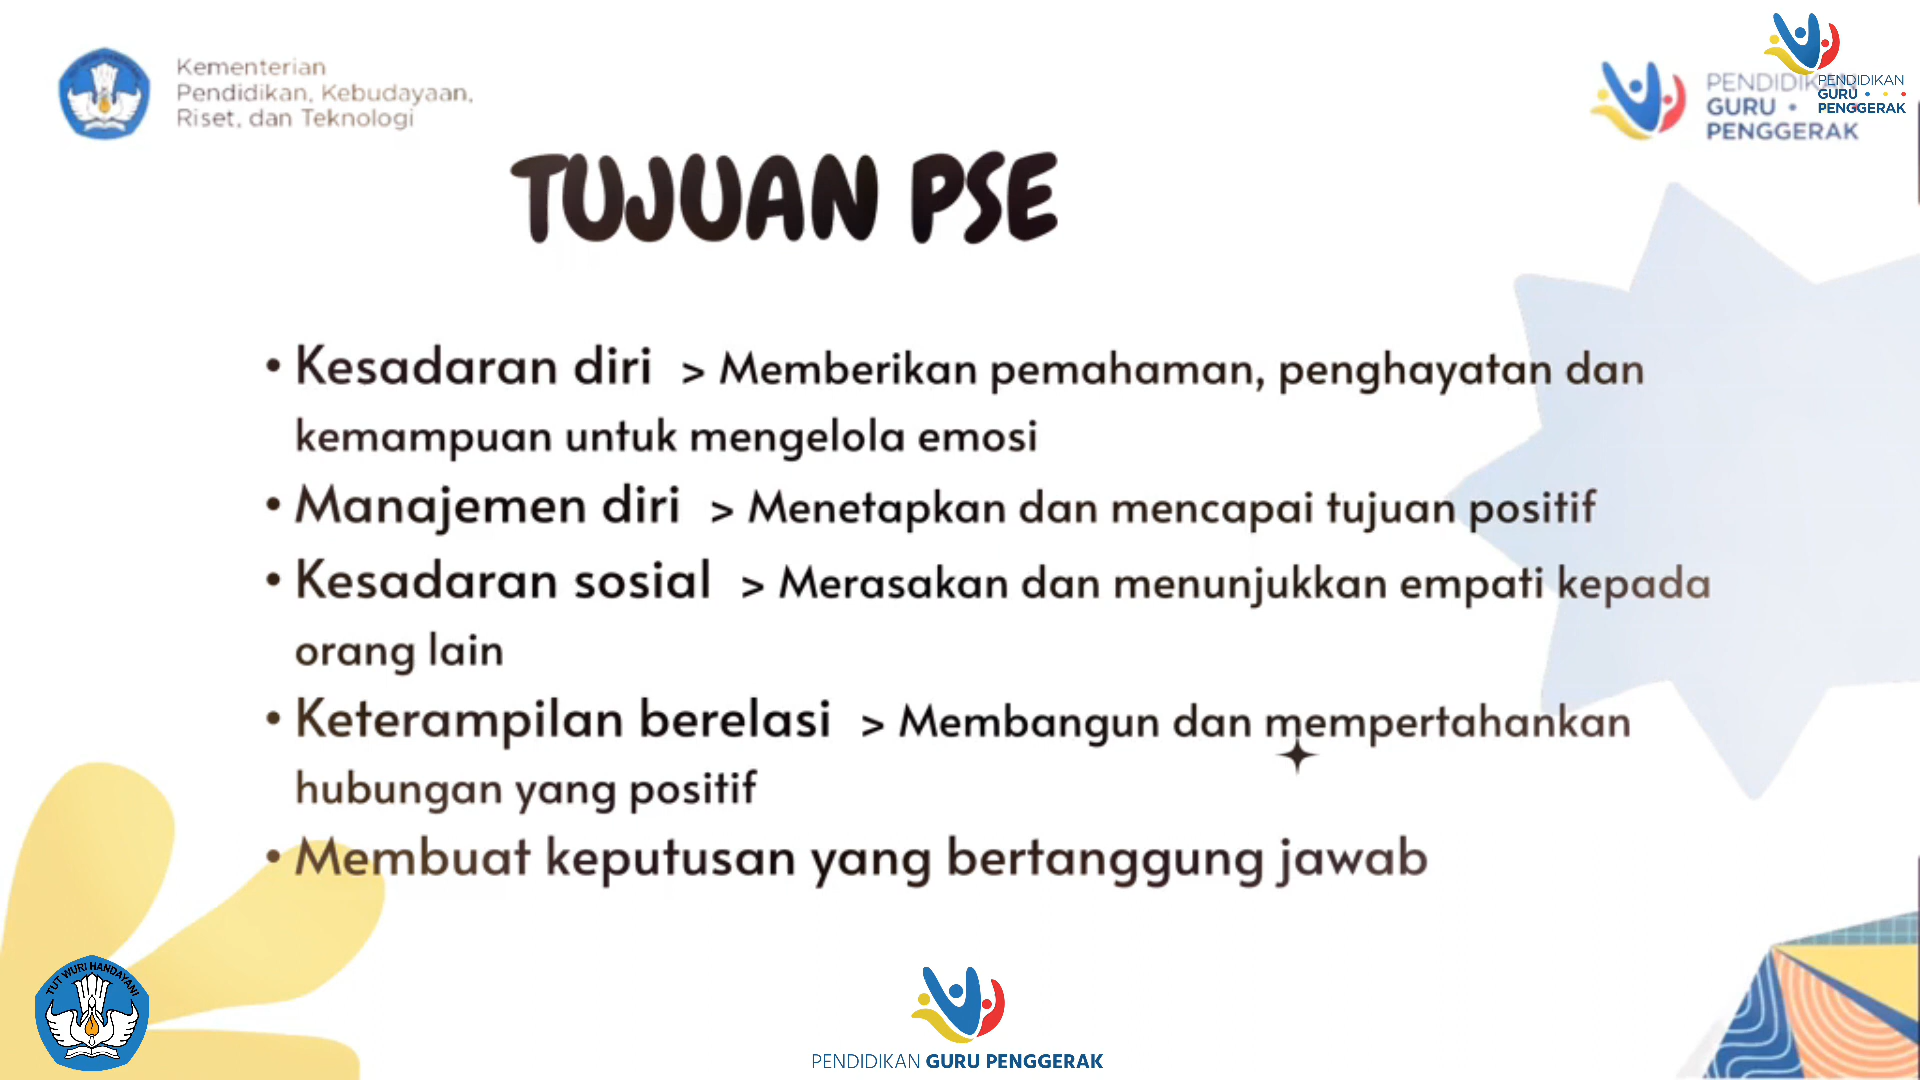 Kementerian
Pendidikan, Kebudayaan,
Riset, dan Teknologi
PENDIDIKAN
GURU
PENGGERAK
PENDIDIKAN
GURU
PENGGERAK
TUJUAN PSE
• Kesadaran diri > Memberikan pemahaman, penghayatan dan
kemampuan untuk mengelola emosi
• Manajemen diri > Menetapkan dan mencapai tujuan positif
• Kesadaran sosial > Merasakan dan menunjukkan empati kepada
orang lain
• Keterampilan berelasi > Membangun dan mempertahankan
hubungan yang positif
• Membuat keputusan yang bertanggung jawab
TUT WURI HANDAYANI
PENDIDIKAN GURU PENGGERAK